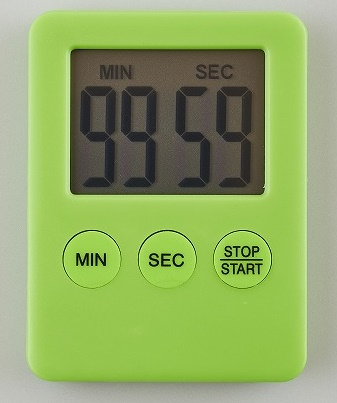 MIN SEC
99 59
MIN SEC STOP
START